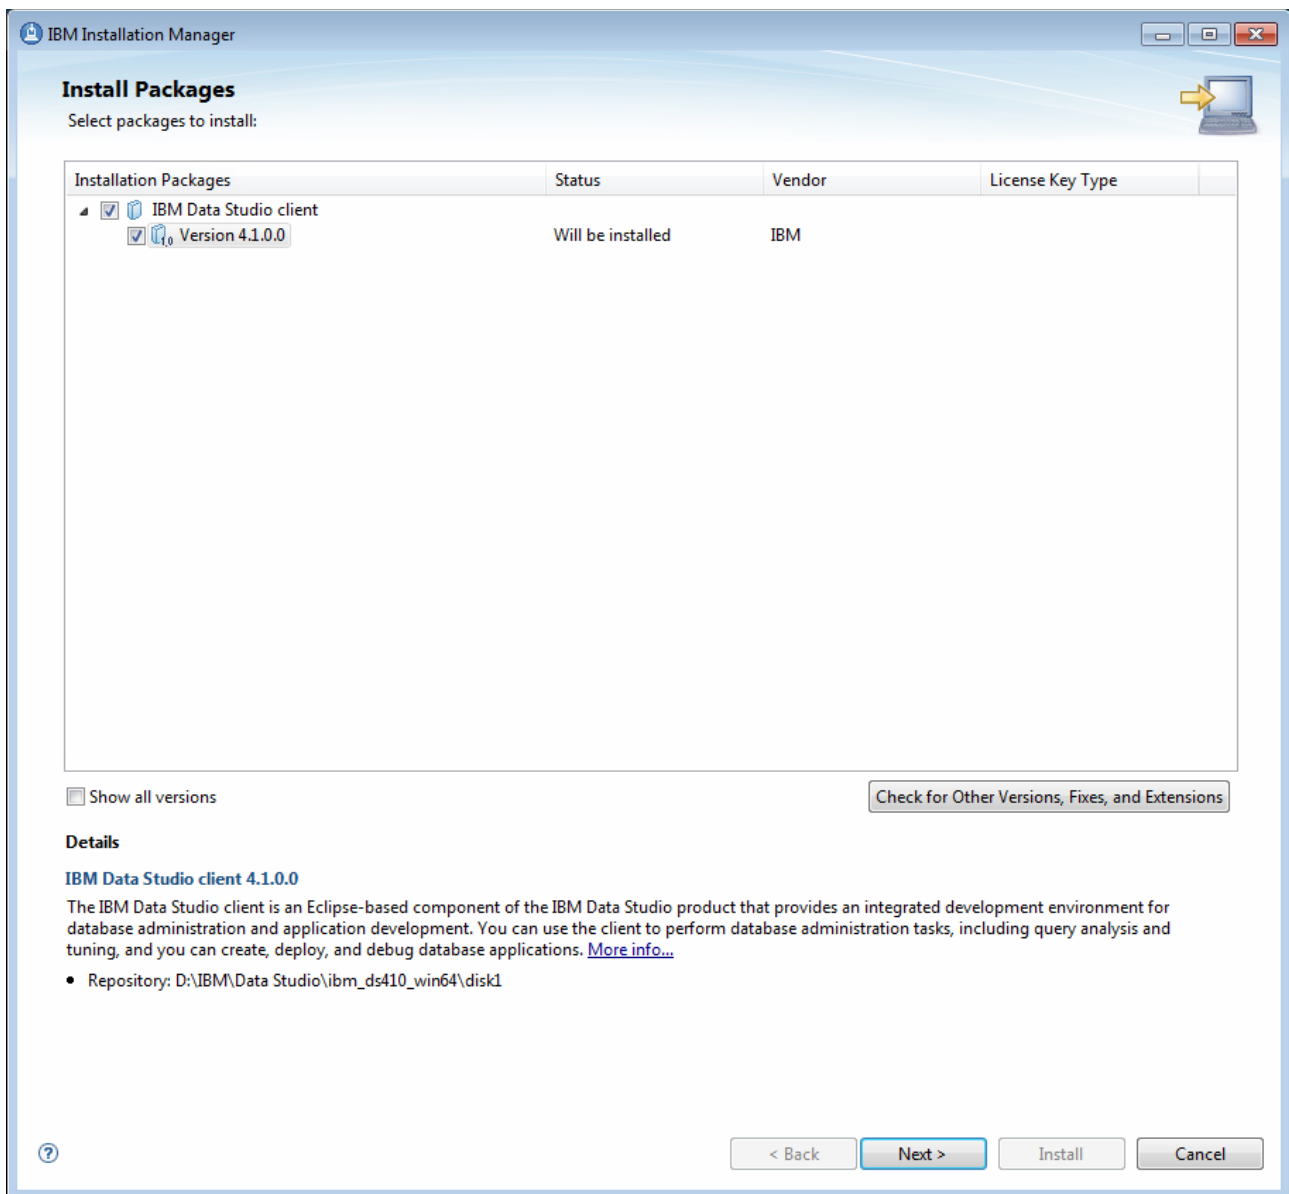 IBM Installation Manager
Install Packages
Select packages to install:
Installation Packages Status Vendor License Key Type
IBM Data Studio client
Version 4.1.0.0 Will be installed IBM
Show all versions Check for Other Versions, Fixes, and Extensions
Details
IBM Data Studio client 4.1.0.0
The IBM Data Studio client is an Eclipse-based component of the IBM Data Studio product that provides an integrated development environment for
database administration and application development. You can use the client to perform database administration tasks, including query analysis and
tuning, and you can create, deploy, and debug database applications. More info...
• Repository: D:\IBM\Data Studio\ibm_ds410_win64\disk1
? < Back Next > Install Cancel